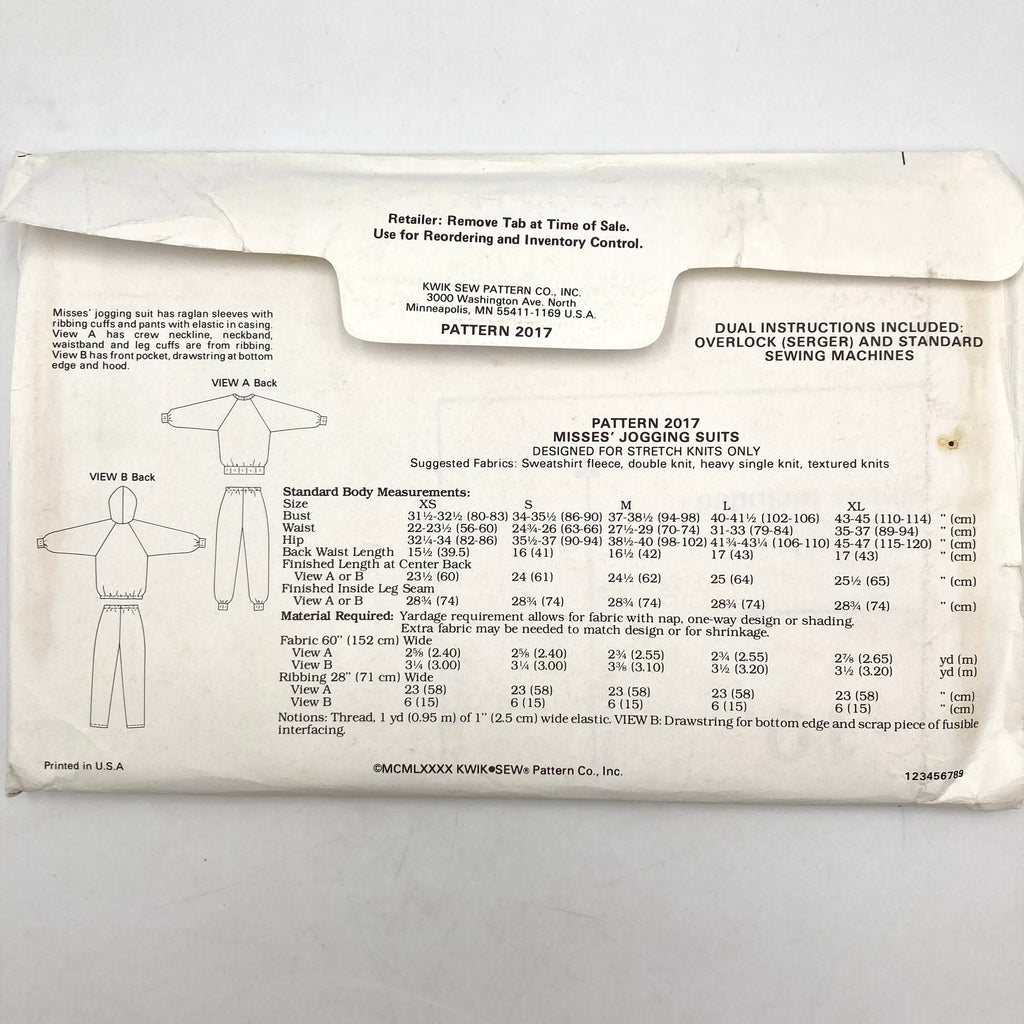 Retailer: Remove Tab at Time of Sale.
Use for Reordering and Inventory Control.
KWIK SEW PATTERN CO., INC.
3000 Washington Ave. North
Minneapolis, MN 55411-1169 U.S.A.
PATTERN 2017
Misses' jogging suit has raglan sleeves with
ribbing cuffs and pants with elastic in casing.
View A has crew neckline, neckband,
waistband and leg cuffs are from ribbing.
View B has front pocket, drawstring at bottom
edge and hood.
DUAL INSTRUCTIONS INCLUDED:
OVERLOCK (SERGER) AND STANDARD
SEWING MACHINES
VIEW A Back
VIEW B Back
PATTERN 2017
MISSES' JOGGING SUITS
DESIGNED FOR STRETCH KNITS ONLY
Suggested Fabrics: Sweatshirt fleece, double knit, heavy single knit, textured knits
Standard Body Measurements:
Size XS S M L XL
Bust 31½-32½ (80-83) 34-35½ (86-90) 37-38½ (94-98) 40-41½ (102-106) 43-45 (110-114) " (cm)
Waist 22-23½ (56-60) 24¾-26 (63-66) 27½-29 (70-74) 31-33 (79-84) 35-37 (89-94) " (cm)
Hip 32¼-34 (82-86) 35½-37 (90-94) 38½-40 (98-102) 41¾-43¼ (106-110) 45-47 (115-120) " (cm)
Back Waist Length 15½ (39.5) 16 (41) 16½ (42) 17 (43) 17 (43) " (cm)
Finished Length at Center Back
View A or B 23½ (60) 24 (61) 24½ (62) 25 (64) 25½ (65) " (cm)
Finished Inside Leg Seam
View A or B 28¾ (74) 28¾ (74) 28¾ (74) 28¾ (74) 28¾ (74) " (cm)
Material Required: Yardage requirement allows for fabric with nap, one-way design or shading.
Extra fabric may be needed to match design or for shrinkage.
Fabric 60" (152 cm) Wide
View A 2⅝ (2.40) 2⅝ (2.40) 2¾ (2.55) 2¾ (2.55) 2⅞ (2.65) yd (m)
View B 3¼ (3.00) 3¼ (3.00) 3⅜ (3.10) 3½ (3.20) 3½ (3.20) yd (m)
Ribbing 28" (71 cm) Wide
View A 23 (58) 23 (58) 23 (58) 23 (58) 23 (58) " (cm)
View B 6 (15) 6 (15) 6 (15) 6 (15) 6 (15) " (cm)
Notions: Thread, 1 yd (0.95 m) of 1" (2.5 cm) wide elastic. VIEW B: Drawstring for bottom edge and scrap piece of fusible
interfacing.
Printed in U.S.A
©MCMLXXXX KWIK●SEW® Pattern Co., Inc.
123456789